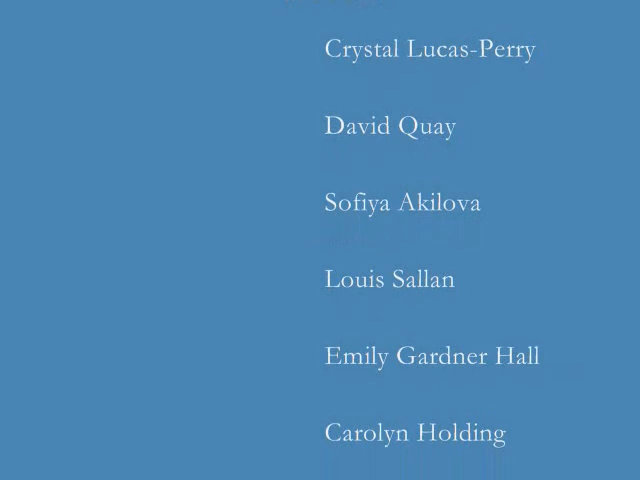 Crystal Lucas-Perry
David Quay
Sofiya Akilova
Louis Sallan
Emily Gardner Hall
Carolyn Holding